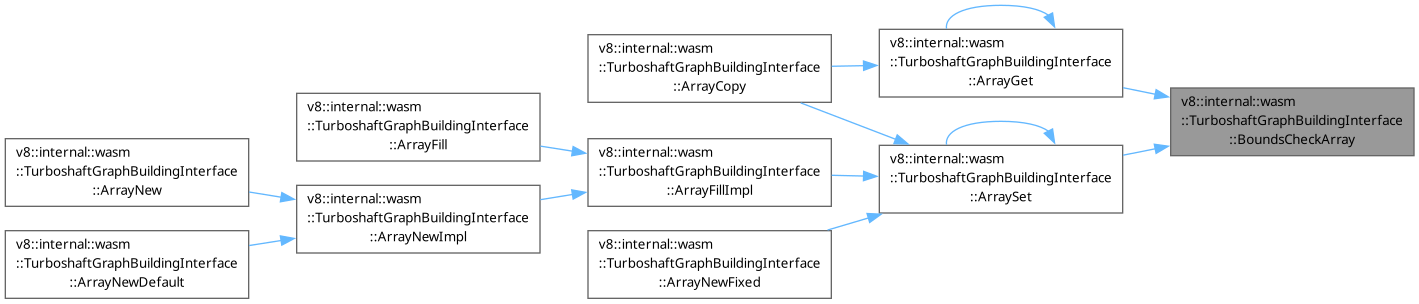 v8::internal::wasm
::TurboshaftGraphBuildingInterface
::ArrayNew
v8::internal::wasm
::TurboshaftGraphBuildingInterface
::ArrayNewDefault
v8::internal::wasm
::TurboshaftGraphBuildingInterface
::ArrayFill
v8::internal::wasm
::TurboshaftGraphBuildingInterface
::ArrayNewImpl
v8::internal::wasm
::TurboshaftGraphBuildingInterface
::ArrayCopy
v8::internal::wasm
::TurboshaftGraphBuildingInterface
::ArrayFillImpl
v8::internal::wasm
::TurboshaftGraphBuildingInterface
::ArrayNewFixed
v8::internal::wasm
::TurboshaftGraphBuildingInterface
::ArrayGet
v8::internal::wasm
::TurboshaftGraphBuildingInterface
::ArraySet
v8::internal::wasm
::TurboshaftGraphBuildingInterface
::BoundsCheckArray